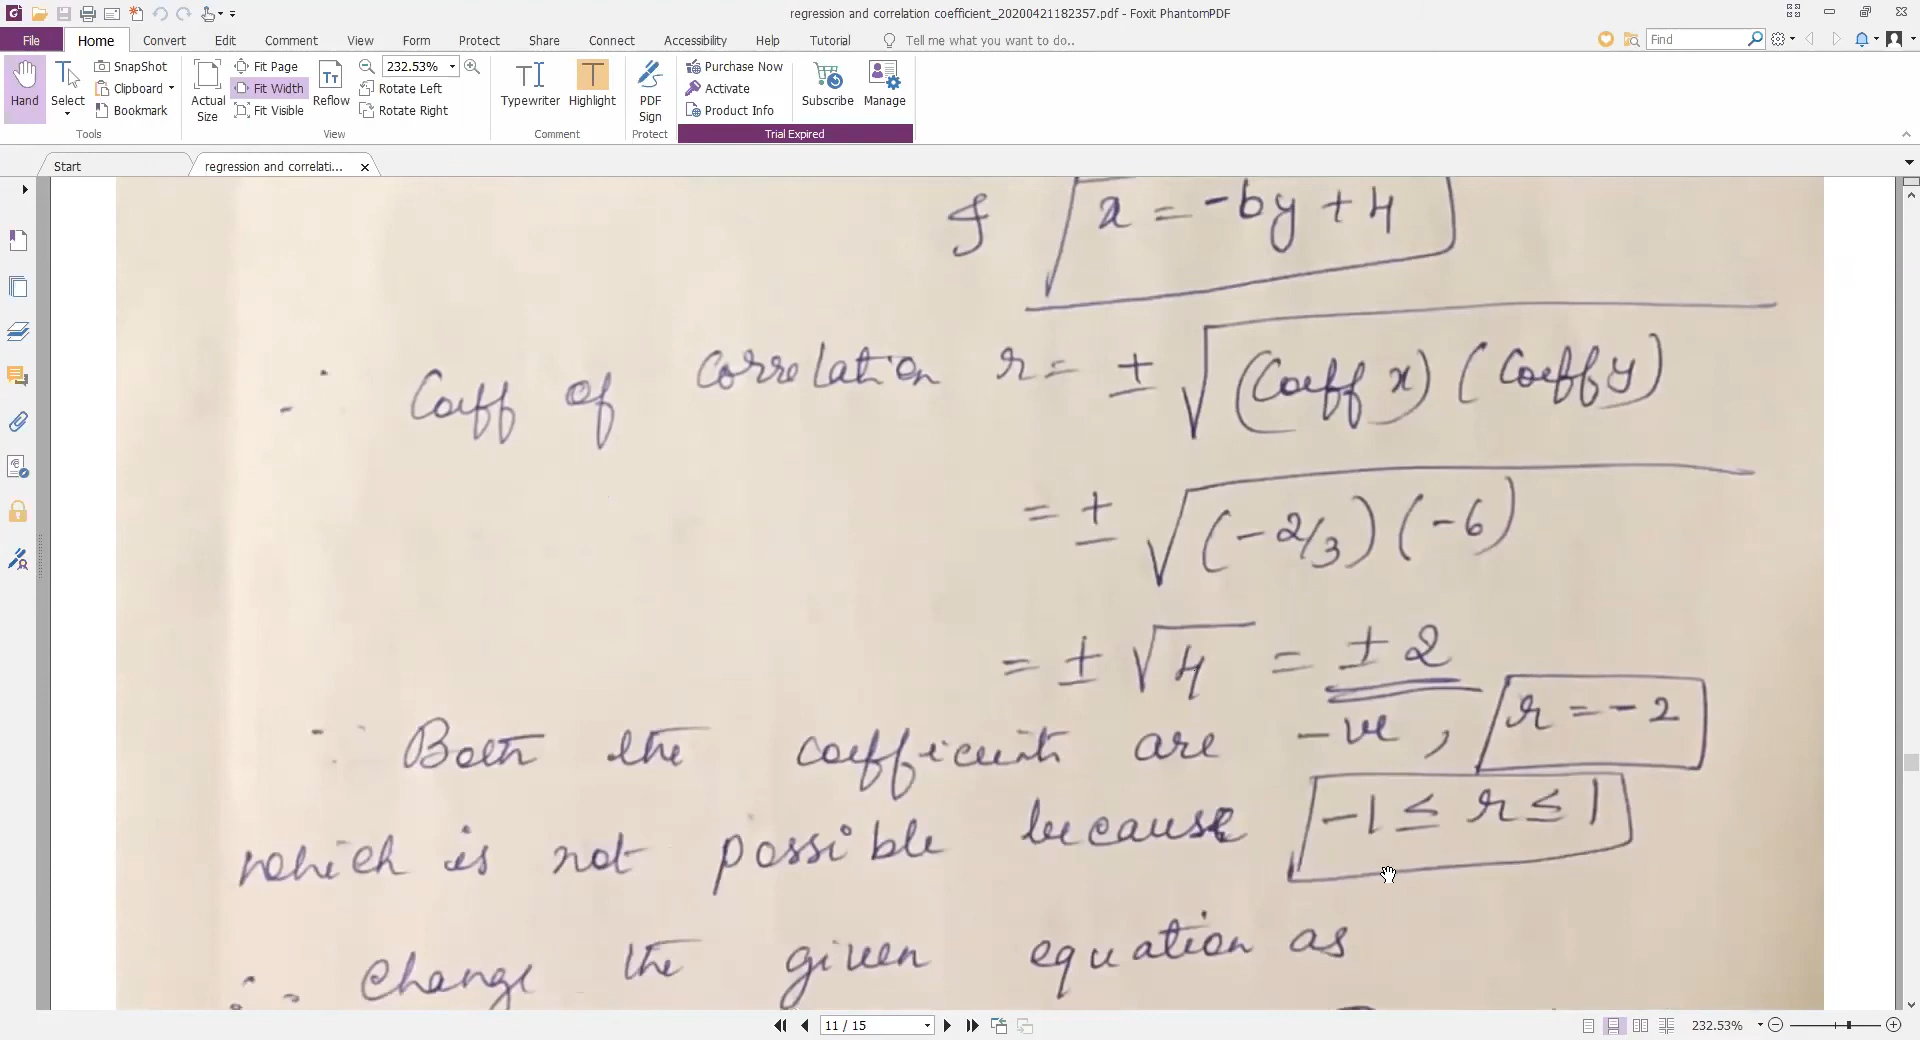 regression and correlation coefficient_20200421182357.pdf - Foxit PhantomPDF
File Home Convert Edit Comment View Form Protect Share Connect Accessibility Help Tutorial Tell me what you want to do.. Find
Hand
Select
SnapShot
Clipboard
Bookmark
Tools
Actual Size
Fit Page
Fit Width
Fit Visible
Reflow
232.53%
Rotate Left
Rotate Right
View
Typewriter
Highlight
Comment
PDF Sign
Protect
Purchase Now
Activate
Product Info
Trial Expired
Subscribe
Manage
Start
regression and correlati...
x = -6y + 4
∴ Coeff of correlation r = ± √(Coeff x) (Coeff y)
= ± √(-2/3) (-6)
= ± √4 = ± 2
∵ Both the coefficients are -ve, r = -2
which is not possible because -1 ≤ r ≤ 1
∴ Change the given equation as
11 / 15
232.53%